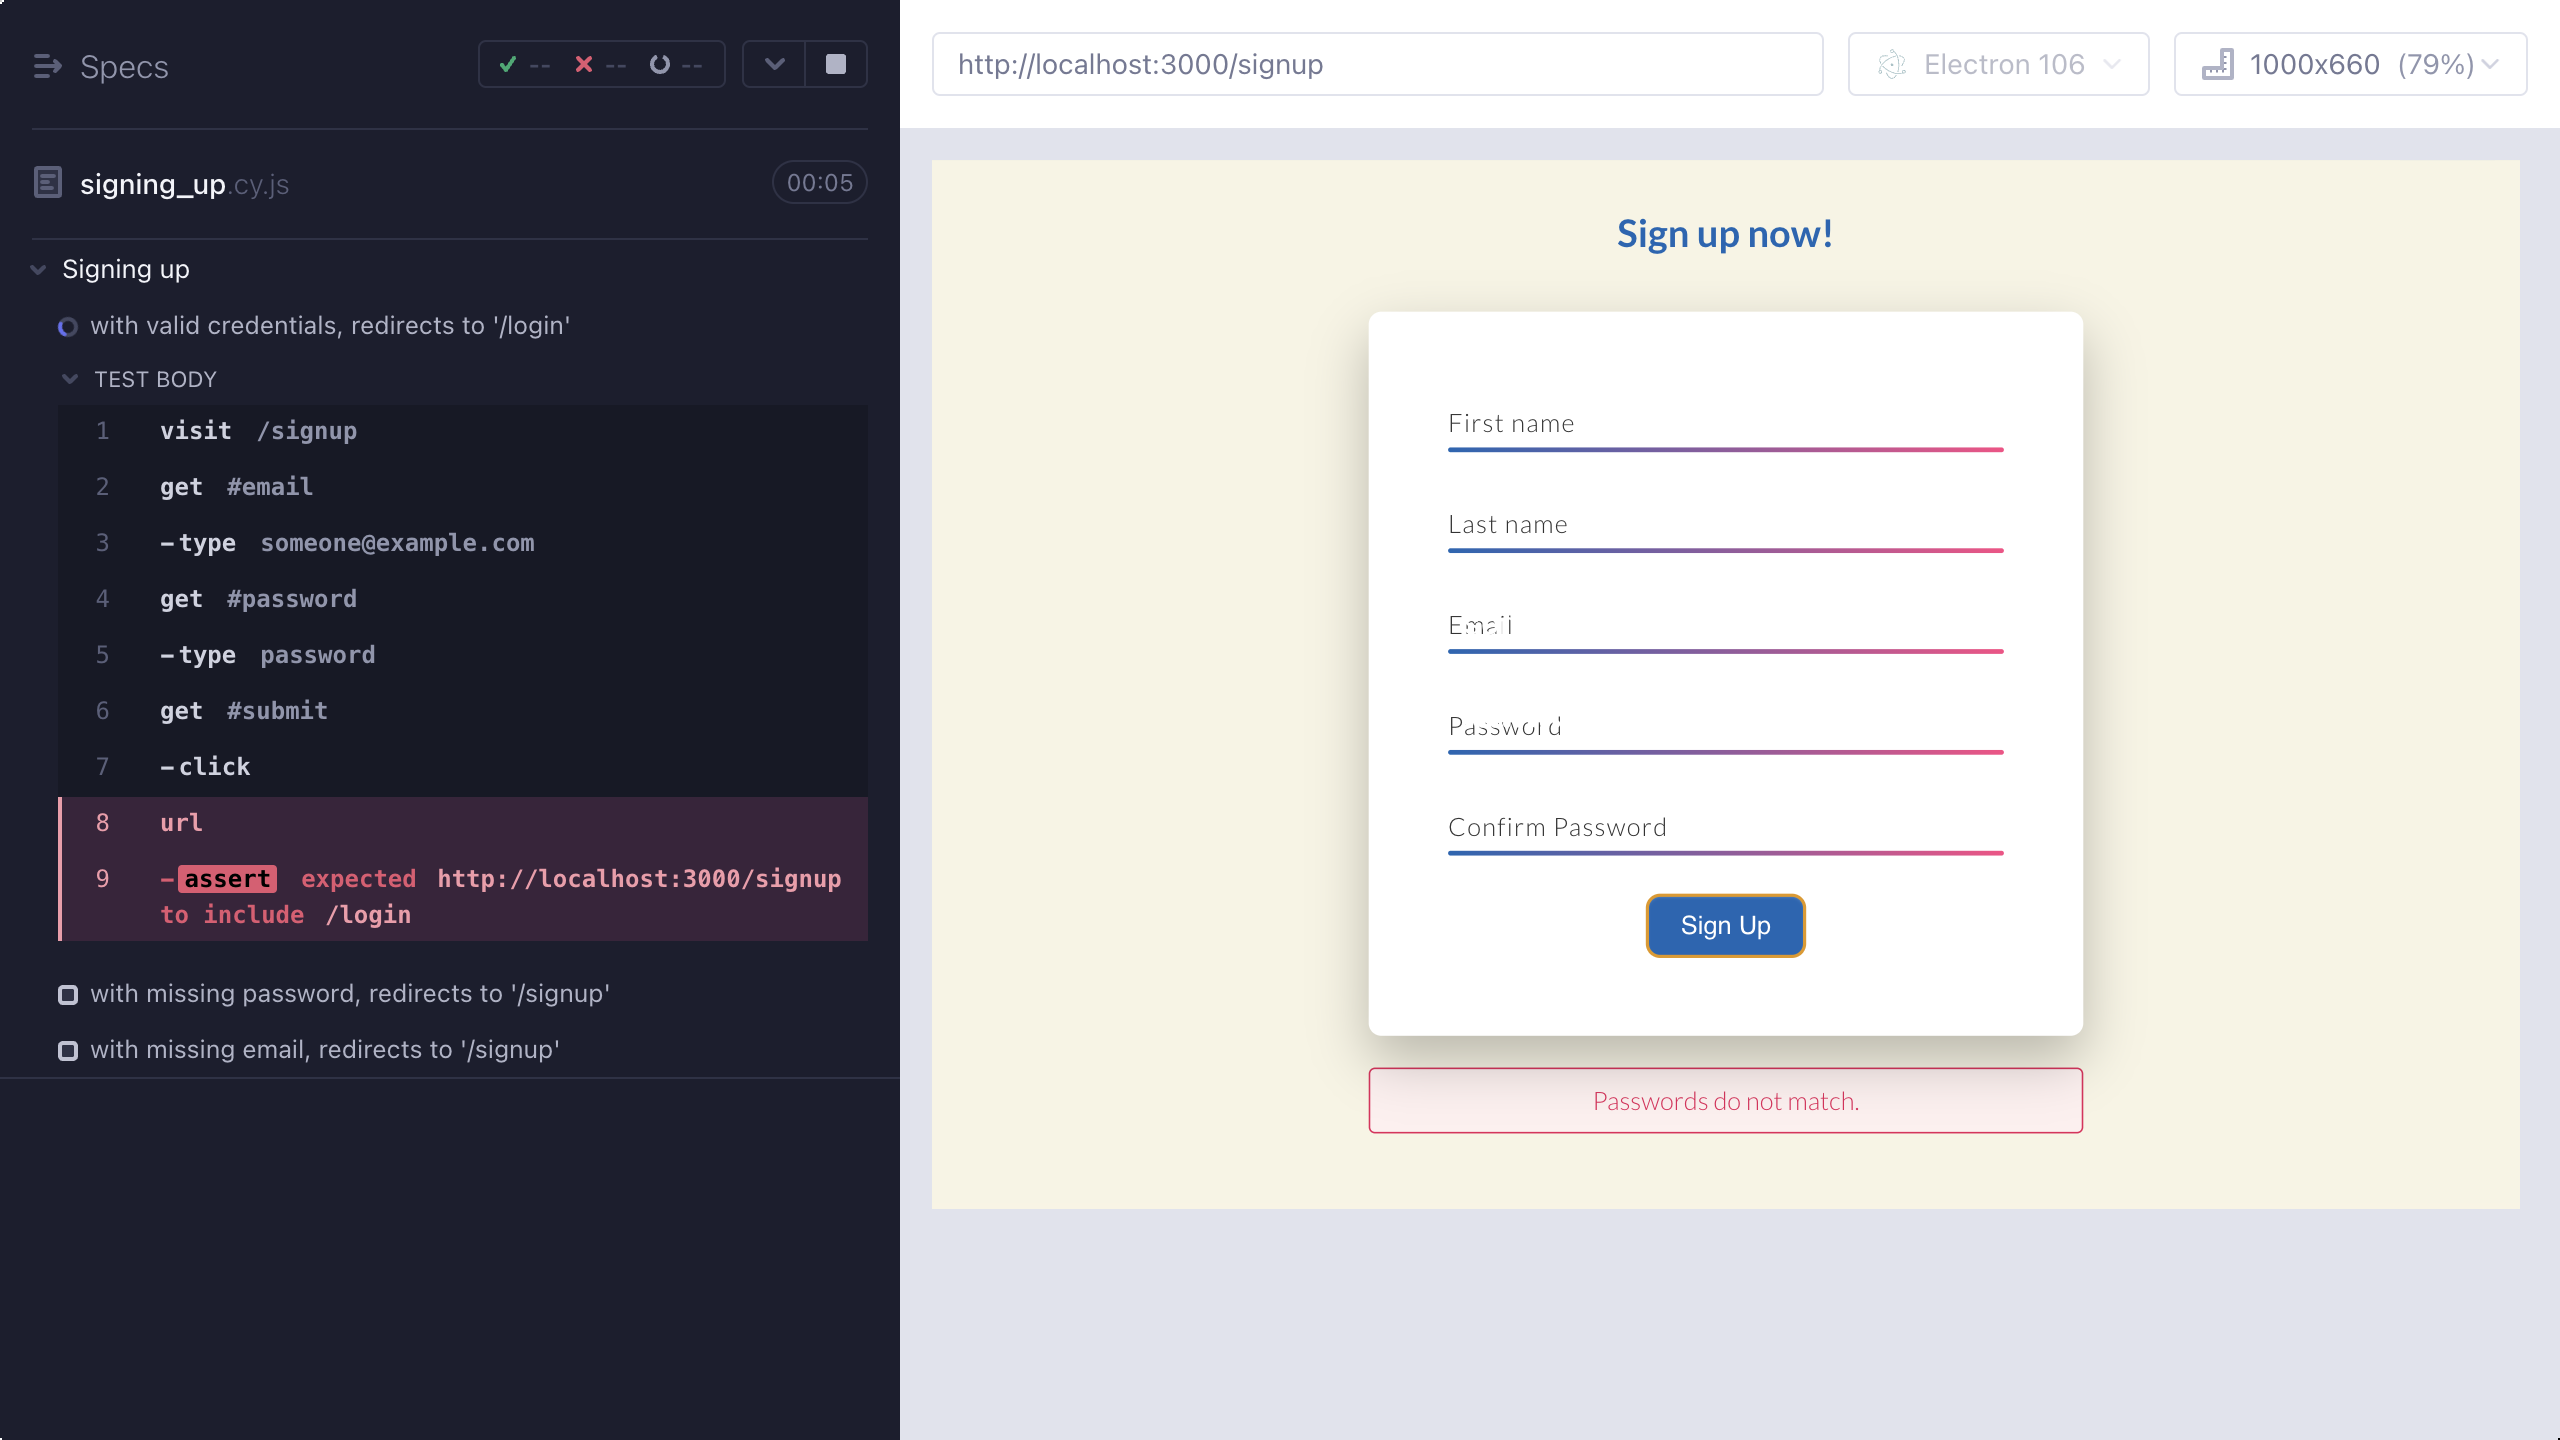 Specs
-- -- --
signing_up.cy.js 00:05
Signing up
with valid credentials, redirects to '/login'
TEST BODY
1 visit /signup
2 get #email
3 -type someone@example.com
4 get #password
5 -type password
6 get #submit
7 -click
8 url
9 -assert expected http://localhost:3000/signup
to include /login
with missing password, redirects to '/signup'
with missing email, redirects to '/signup'
http://localhost:3000/signup
Electron 106
1000x660 (79%)
Sign up now!
First name
Last name
Email
Password
Confirm Password
Sign Up
Passwords do not match.